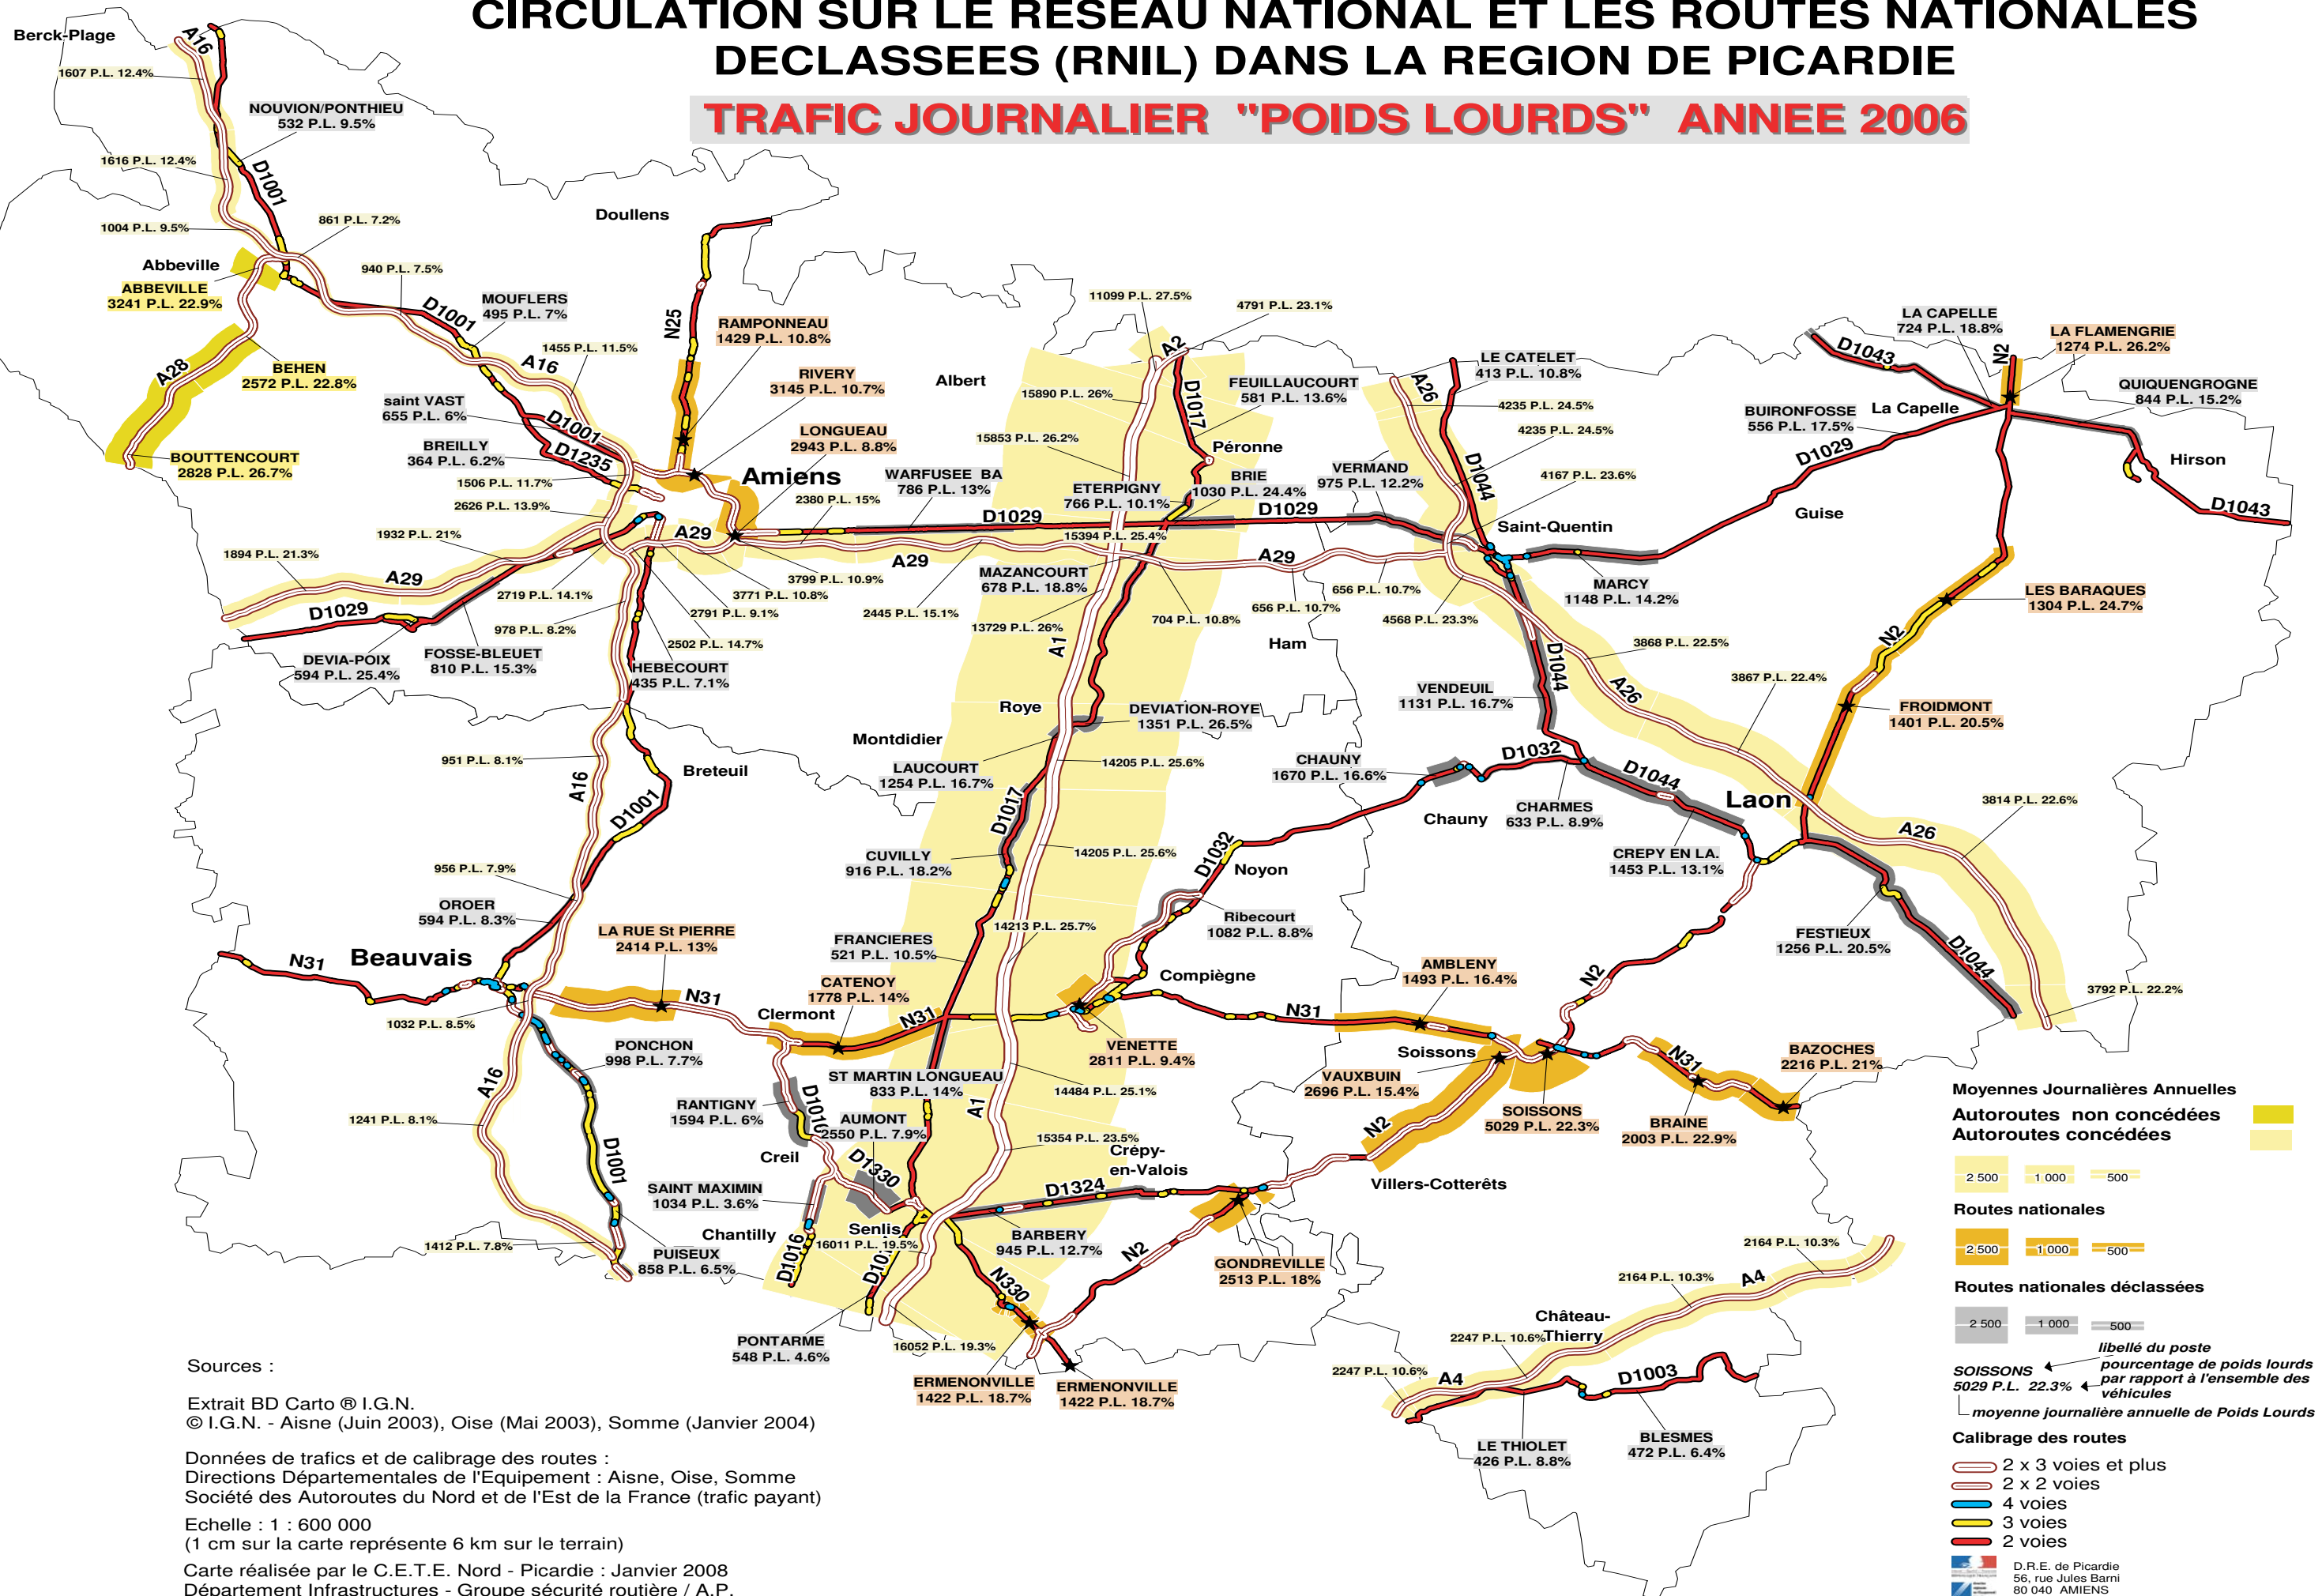 CIRCULATION SUR LE RESEAU NATIONAL ET LES ROUTES NATIONALES
DECLASSEES (RNIL) DANS LA REGION DE PICARDIE
TRAFIC JOURNALIER "POIDS LOURDS" ANNEE 2006
Berck-Plage
A16
1607 P.L. 12.4%
NOUVION/PONTHIEU
532 P.L. 9.5%
1616 P.L. 12.4%
D1001
1004 P.L. 9.5%
861 P.L. 7.2%
Doullens
Abbeville
940 P.L. 7.5%
ABBEVILLE
3241 P.L. 22.9%
MOUFLERS
495 P.L. 7%
D1001
N25
RAMPONNEAU
1429 P.L. 10.8%
11099 P.L. 27.5%
4791 P.L. 23.1%
A2
LA CAPELLE
724 P.L. 18.8%
LA FLAMENGRIE
1274 P.L. 26.2%
N2
D1043
1455 P.L. 11.5%
A16
A28
BEHEN
2572 P.L. 22.8%
RIVERY
3145 P.L. 10.7%
Albert
15890 P.L. 26%
D1017
FEUILLAUCOURT
581 P.L. 13.6%
A26
LE CATELET
413 P.L. 10.8%
4235 P.L. 24.5%
QUIQUENGROGNE
844 P.L. 15.2%
La Capelle
BUIRONFOSSE
556 P.L. 17.5%
saint VAST
655 P.L. 6%
D1001
LONGUEAU
2943 P.L. 8.8%
15853 P.L. 26.2%
Péronne
4235 P.L. 24.5%
D1029
BREILLY
364 P.L. 6.2%
D1235
BOUTTENCOURT
2828 P.L. 26.7%
Amiens
WARFUSEE BA
786 P.L. 13%
ETERPIGNY
766 P.L. 10.1%
BRIE
1030 P.L. 24.4%
VERMAND
975 P.L. 12.2%
D1044
4167 P.L. 23.6%
Hirson
1506 P.L. 11.7%
2380 P.L. 15%
2626 P.L. 13.9%
D1029
D1029
Saint-Quentin
Guise
D1043
1932 P.L. 21%
A29
15394 P.L. 25.4%
1894 P.L. 21.3%
A29
A29
A29
3799 P.L. 10.9%
MAZANCOURT
678 P.L. 18.8%
656 P.L. 10.7%
MARCY
1148 P.L. 14.2%
LES BARAQUES
1304 P.L. 24.7%
2719 P.L. 14.1%
3771 P.L. 10.8%
D1029
2791 P.L. 9.1%
2445 P.L. 15.1%
656 P.L. 10.7%
4568 P.L. 23.3%
978 P.L. 8.2%
2502 P.L. 14.7%
13729 P.L. 26%
704 P.L. 10.8%
Ham
N2
3868 P.L. 22.5%
DEVIA-POIX
594 P.L. 25.4%
FOSSE-BLEUET
810 P.L. 15.3%
HEBECOURT
435 P.L. 7.1%
A1
D1044
A26
3867 P.L. 22.4%
VENDEUIL
1131 P.L. 16.7%
Roye
DEVIATION-ROYE
1351 P.L. 26.5%
FROIDMONT
1401 P.L. 20.5%
Montdidier
951 P.L. 8.1%
Breteuil
LAUCOURT
1254 P.L. 16.7%
14205 P.L. 25.6%
CHAUNY
1670 P.L. 16.6%
D1032
D1044
A16
D1001
D1017
CHARMES
633 P.L. 8.9%
Laon
3814 P.L. 22.6%
Chauny
A26
14205 P.L. 25.6%
D1032
CUVILLY
916 P.L. 18.2%
CREPY EN LA.
1453 P.L. 13.1%
956 P.L. 7.9%
Noyon
OROER
594 P.L. 8.3%
Ribecourt
1082 P.L. 8.8%
LA RUE St PIERRE
2414 P.L. 13%
FRANCIERES
521 P.L. 10.5%
14213 P.L. 25.7%
FESTIEUX
1256 P.L. 20.5%
D1044
N31
Beauvais
CATENOY
1778 P.L. 14%
Compiègne
AMBLENY
1493 P.L. 16.4%
N2
3792 P.L. 22.2%
N31
Clermont
N31
N31
1032 P.L. 8.5%
PONCHON
998 P.L. 7.7%
VENETTE
2811 P.L. 9.4%
Soissons
N31
BAZOCHES
2216 P.L. 21%
A16
RANTIGNY
1594 P.L. 6%
D1016
ST MARTIN LONGUEAU
833 P.L. 14%
A1
14484 P.L. 25.1%
VAUXBUIN
2696 P.L. 15.4%
SOISSONS
5029 P.L. 22.3%
BRAINE
2003 P.L. 22.9%
1241 P.L. 8.1%
AUMONT
2550 P.L. 7.9%
15354 P.L. 23.5%
N2
D1001
Creil
D1330
Crépy-
en-Valois
SAINT MAXIMIN
1034 P.L. 3.6%
D1324
Villers-Cotterêts
Chantilly
Senlis
16011 P.L. 19.5%
BARBERY
945 P.L. 12.7%
1412 P.L. 7.8%
PUISEUX
858 P.L. 6.5%
D1016
N330
N2
GONDREVILLE
2513 P.L. 18%
2164 P.L. 10.3%
2164 P.L. 10.3%
A4
PONTARME
548 P.L. 4.6%
16052 P.L. 19.3%
Château-
Thierry
2247 P.L. 10.6%
2247 P.L. 10.6%
A4
D1003
ERMENONVILLE
1422 P.L. 18.7%
ERMENONVILLE
1422 P.L. 18.7%
LE THIOLET
426 P.L. 8.8%
BLESMES
472 P.L. 6.4%
Sources :
Extrait BD Carto ® I.G.N.
© I.G.N. - Aisne (Juin 2003), Oise (Mai 2003), Somme (Janvier 2004)
Données de trafics et de calibrage des routes :
Directions Départementales de l'Equipement : Aisne, Oise, Somme
Société des Autoroutes du Nord et de l'Est de la France (trafic payant)
Echelle : 1 : 600 000
(1 cm sur la carte représente 6 km sur le terrain)
Carte réalisée par le C.E.T.E. Nord - Picardie : Janvier 2008
Département Infrastructures - Groupe sécurité routière / A.P.
Moyennes Journalières Annuelles
Autoroutes non concédées
Autoroutes concédées
2 500 1 000 500
Routes nationales
2 500 1 000 500
Routes nationales déclassées
2 500 1 000 500
libellé du poste
SOISSONS
5029 P.L. 22.3%
pourcentage de poids lourds
par rapport à l'ensemble des
véhicules
moyenne journalière annuelle de Poids Lourds
Calibrage des routes
2 x 3 voies et plus
2 x 2 voies
4 voies
3 voies
2 voies
D.R.E. de Picardie
56, rue Jules Barni
80 040 AMIENS